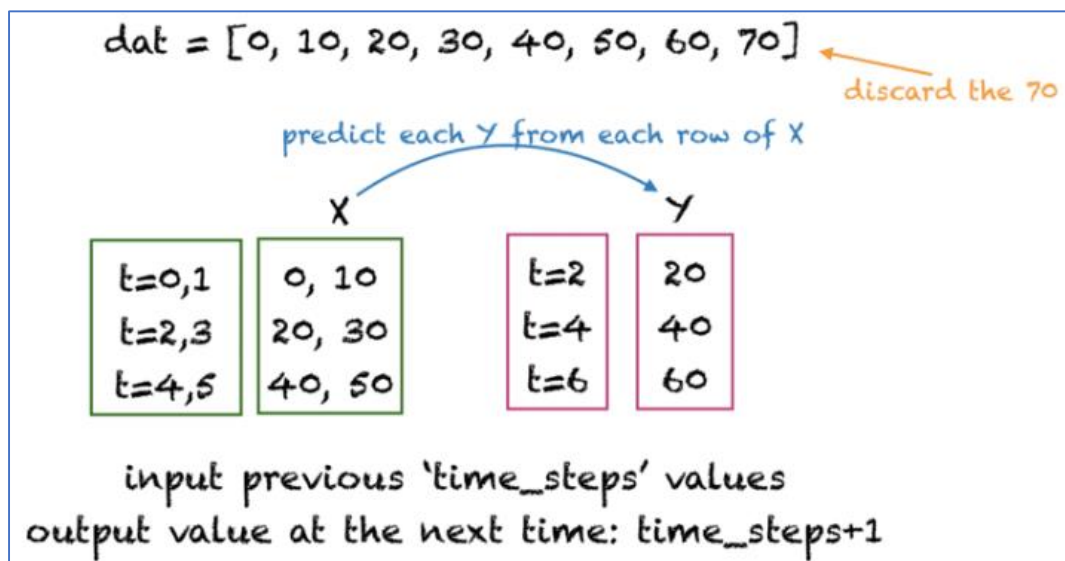 dat = [0, 10, 20, 30, 40, 50, 60, 70]
discard the 70
predict each Y from each row of X
X Y
t=0,1 0, 10 t=2 20
t=2,3 20, 30 t=4 40
t=4,5 40, 50 t=6 60
input previous 'time_steps' values
output value at the next time: time_steps+1